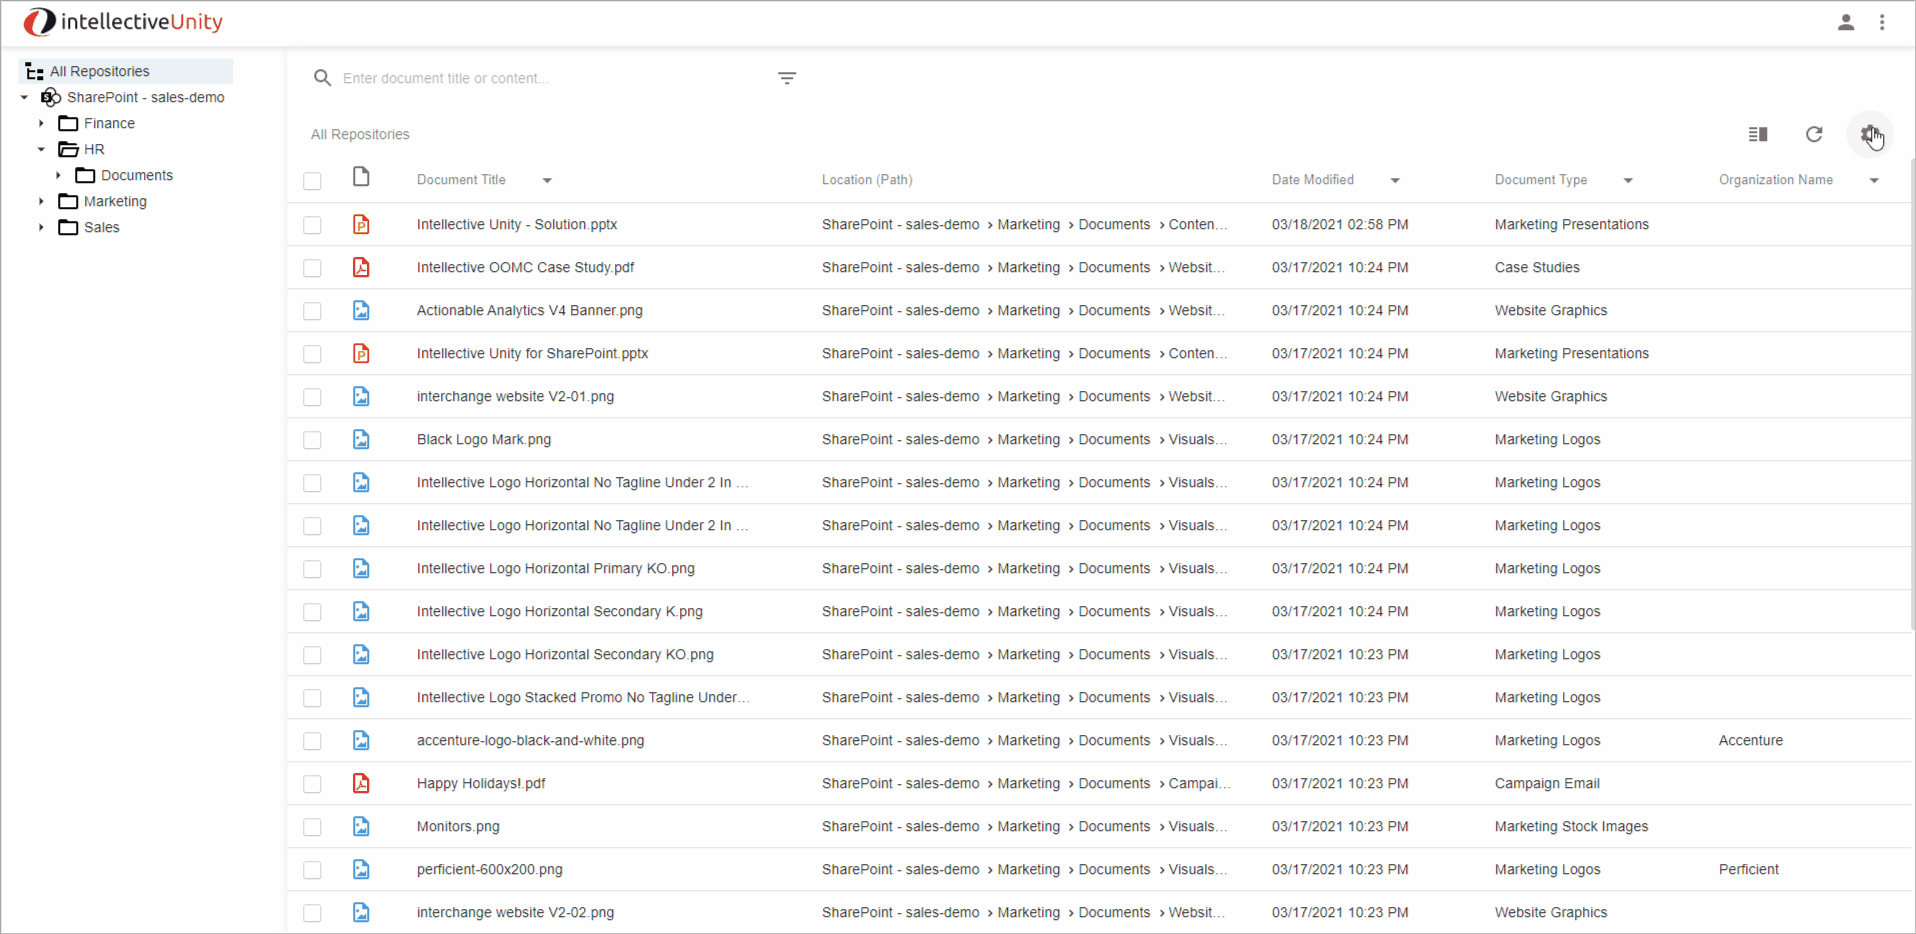 intellectiveUnity
All Repositories
SharePoint - sales-demo
Finance
HR
Documents
Marketing
Sales
Enter document title or content...
All Repositories
Document Title Location (Path) Date Modified Document Type Organization Name
Intellective Unity - Solution.pptx SharePoint - sales-demo › Marketing › Documents › Conten... 03/18/2021 02:58 PM Marketing Presentations
Intellective OOMC Case Study.pdf SharePoint - sales-demo › Marketing › Documents › Websit... 03/17/2021 10:24 PM Case Studies
Actionable Analytics V4 Banner.png SharePoint - sales-demo › Marketing › Documents › Websit... 03/17/2021 10:24 PM Website Graphics
Intellective Unity for SharePoint.pptx SharePoint - sales-demo › Marketing › Documents › Conten... 03/17/2021 10:24 PM Marketing Presentations
interchange website V2-01.png SharePoint - sales-demo › Marketing › Documents › Websit... 03/17/2021 10:24 PM Website Graphics
Black Logo Mark.png SharePoint - sales-demo › Marketing › Documents › Visuals... 03/17/2021 10:24 PM Marketing Logos
Intellective Logo Horizontal No Tagline Under 2 In ... SharePoint - sales-demo › Marketing › Documents › Visuals... 03/17/2021 10:24 PM Marketing Logos
Intellective Logo Horizontal No Tagline Under 2 In ... SharePoint - sales-demo › Marketing › Documents › Visuals... 03/17/2021 10:24 PM Marketing Logos
Intellective Logo Horizontal Primary KO.png SharePoint - sales-demo › Marketing › Documents › Visuals... 03/17/2021 10:24 PM Marketing Logos
Intellective Logo Horizontal Secondary K.png SharePoint - sales-demo › Marketing › Documents › Visuals... 03/17/2021 10:24 PM Marketing Logos
Intellective Logo Horizontal Secondary KO.png SharePoint - sales-demo › Marketing › Documents › Visuals... 03/17/2021 10:23 PM Marketing Logos
Intellective Logo Stacked Promo No Tagline Under... SharePoint - sales-demo › Marketing › Documents › Visuals... 03/17/2021 10:23 PM Marketing Logos
accenture-logo-black-and-white.png SharePoint - sales-demo › Marketing › Documents › Visuals... 03/17/2021 10:23 PM Marketing Logos Accenture
Happy Holidays!.pdf SharePoint - sales-demo › Marketing › Documents › Campai... 03/17/2021 10:23 PM Campaign Email
Monitors.png SharePoint - sales-demo › Marketing › Documents › Visuals... 03/17/2021 10:23 PM Marketing Stock Images
perficient-600x200.png SharePoint - sales-demo › Marketing › Documents › Visuals... 03/17/2021 10:23 PM Marketing Logos Perficient
interchange website V2-02.png SharePoint - sales-demo › Marketing › Documents › Websit... 03/17/2021 10:23 PM Website Graphics